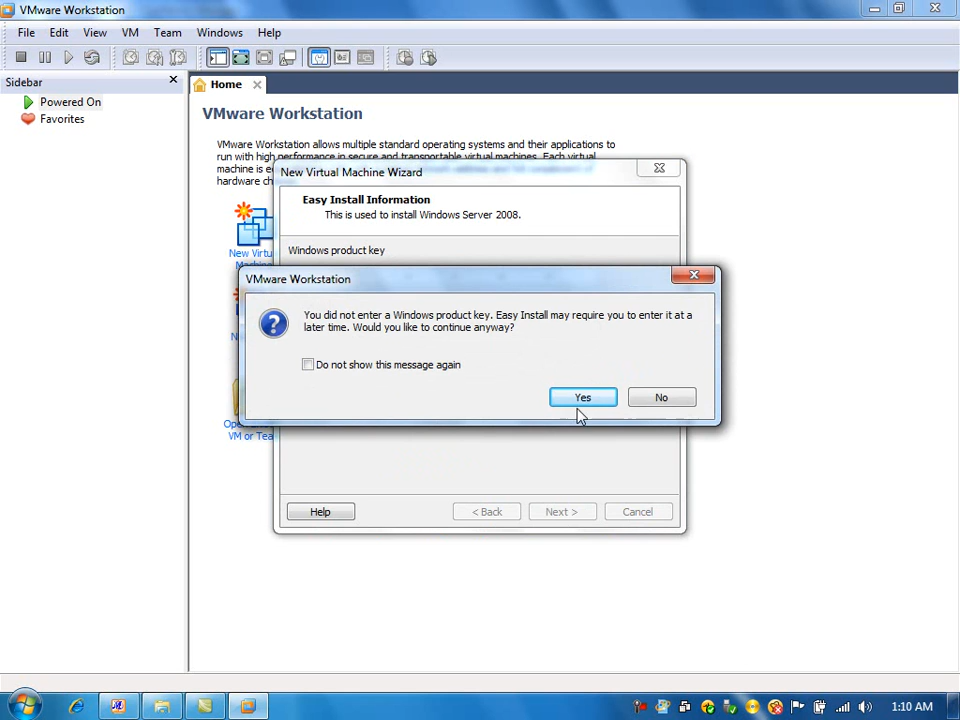 VMware Workstation
File Edit View VM Team Windows Help
Sidebar
Powered On
Favorites
Home
VMware Workstation
VMware Workstation allows multiple standard operating systems and their applications to
run with high performance in secure and transportable virtual machines. Each virtual
machine is e
hardware ch
New Virtu
Machin
N
Op
VM or Tea
New Virtual Machine Wizard
Easy Install Information
This is used to install Windows Server 2008.
Windows product key
VMware Workstation
You did not enter a Windows product key. Easy Install may require you to enter it at a
later time. Would you like to continue anyway?
Do not show this message again
Yes No
Help < Back Next > Cancel
1:10 AM